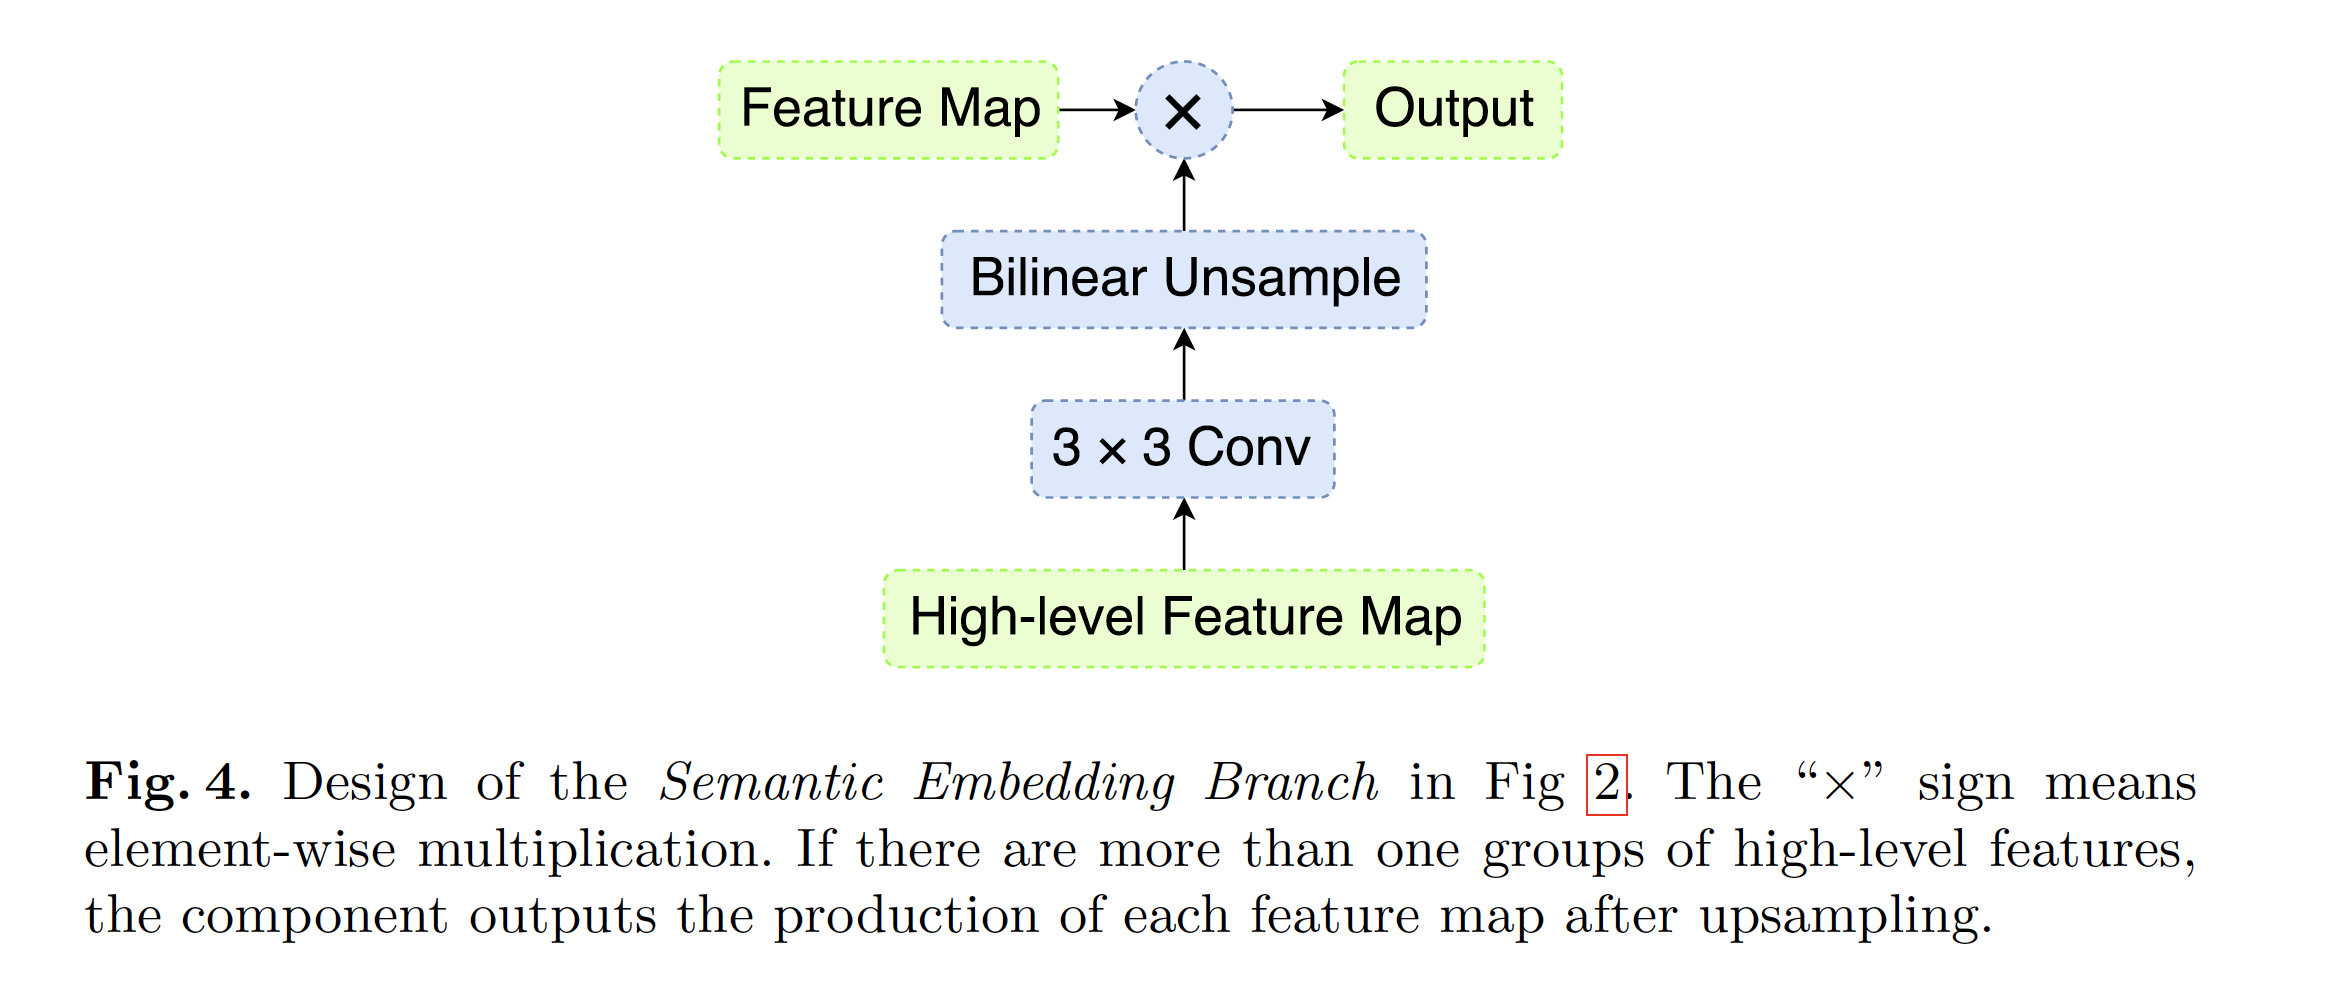 Feature Map × Output
Bilinear Unsample
3 × 3 Conv
High-level Feature Map
Fig. 4. Design of the Semantic Embedding Branch in Fig 2. The “×” sign means
element-wise multiplication. If there are more than one groups of high-level features,
the component outputs the production of each feature map after upsampling.